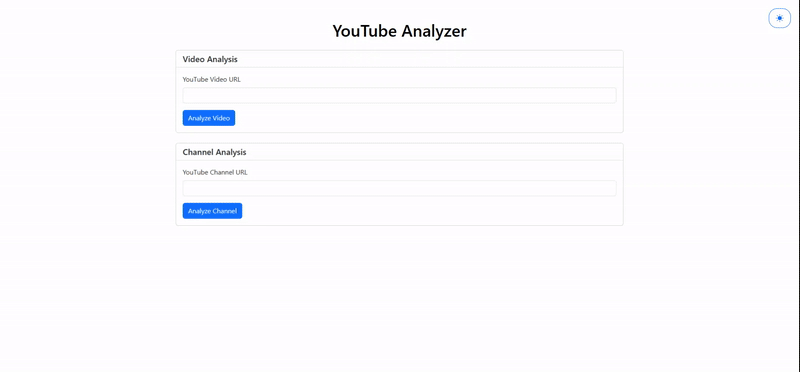 YouTube Analyzer
Video Analysis
YouTube Video URL
Analyze Video
Channel Analysis
YouTube Channel URL
Analyze Channel